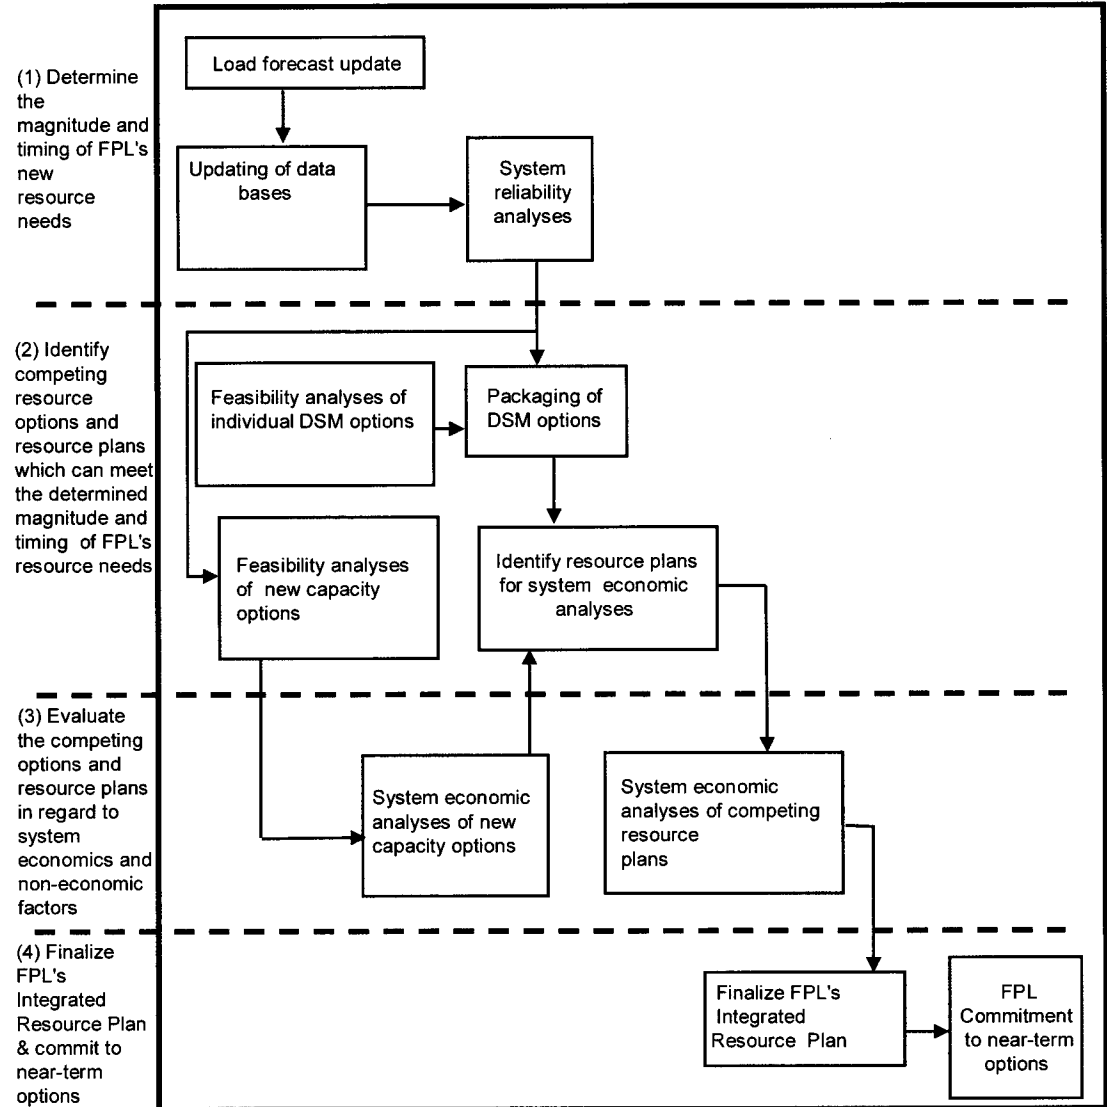 (1) Determine
the
magnitude and
timing of FPL's
new
resource
needs
Load forecast update
Updating of data
bases
System
reliability
analyses
(2) Identify
competing
resource
options and
resource plans
which can meet
the determined
magnitude and
timing of FPL's
resource needs
Feasibility analyses of
individual DSM options
Packaging of
DSM options
Feasibility analyses
of new capacity
options
Identify resource plans
for system economic
analyses
(3) Evaluate
the competing
options and
resource plans
in regard to
system
economics and
non-economic
factors
System economic
analyses of new
capacity options
System economic
analyses of competing
resource
plans
(4) Finalize
FPL's
Integrated
Resource Plan
& commit to
near-term
options
Finalize FPL's
Integrated
Resource Plan
FPL
Commitment
to near-term
options